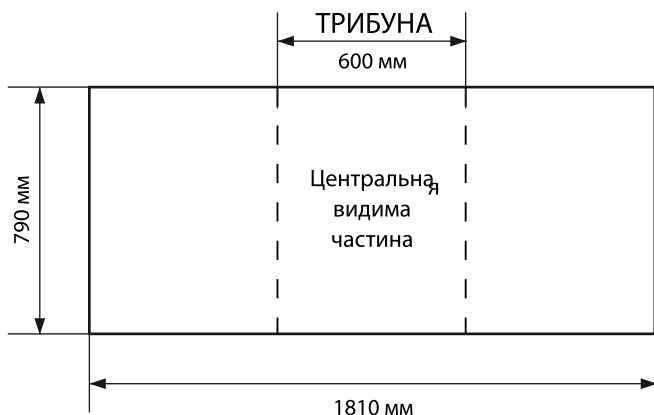 ТРИБУНА
600 мм
790 мм
Центральная
видима
частина
1810 мм